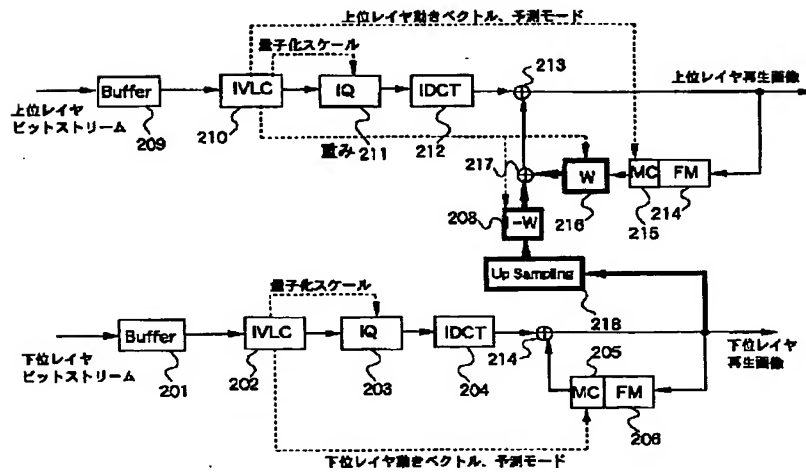 上位レイヤ動きベクトル、予測モード
量子化スケール
213
上位レイヤ再生画像
Buffer
IVLC
IQ
IDCT
上位レイヤ
ビットストリーム
209
210
重み
211
212
217
W
MC
FM
216
215
214
208
1-W
Up Sampling
218
量子化スケール
Buffer
IVLC
IQ
IDCT
下位レイヤ
ビットストリーム
201
202
203
204
214
205
下位レイヤ
再生画像
MC
FM
206
下位レイヤ動きベクトル、予測モード